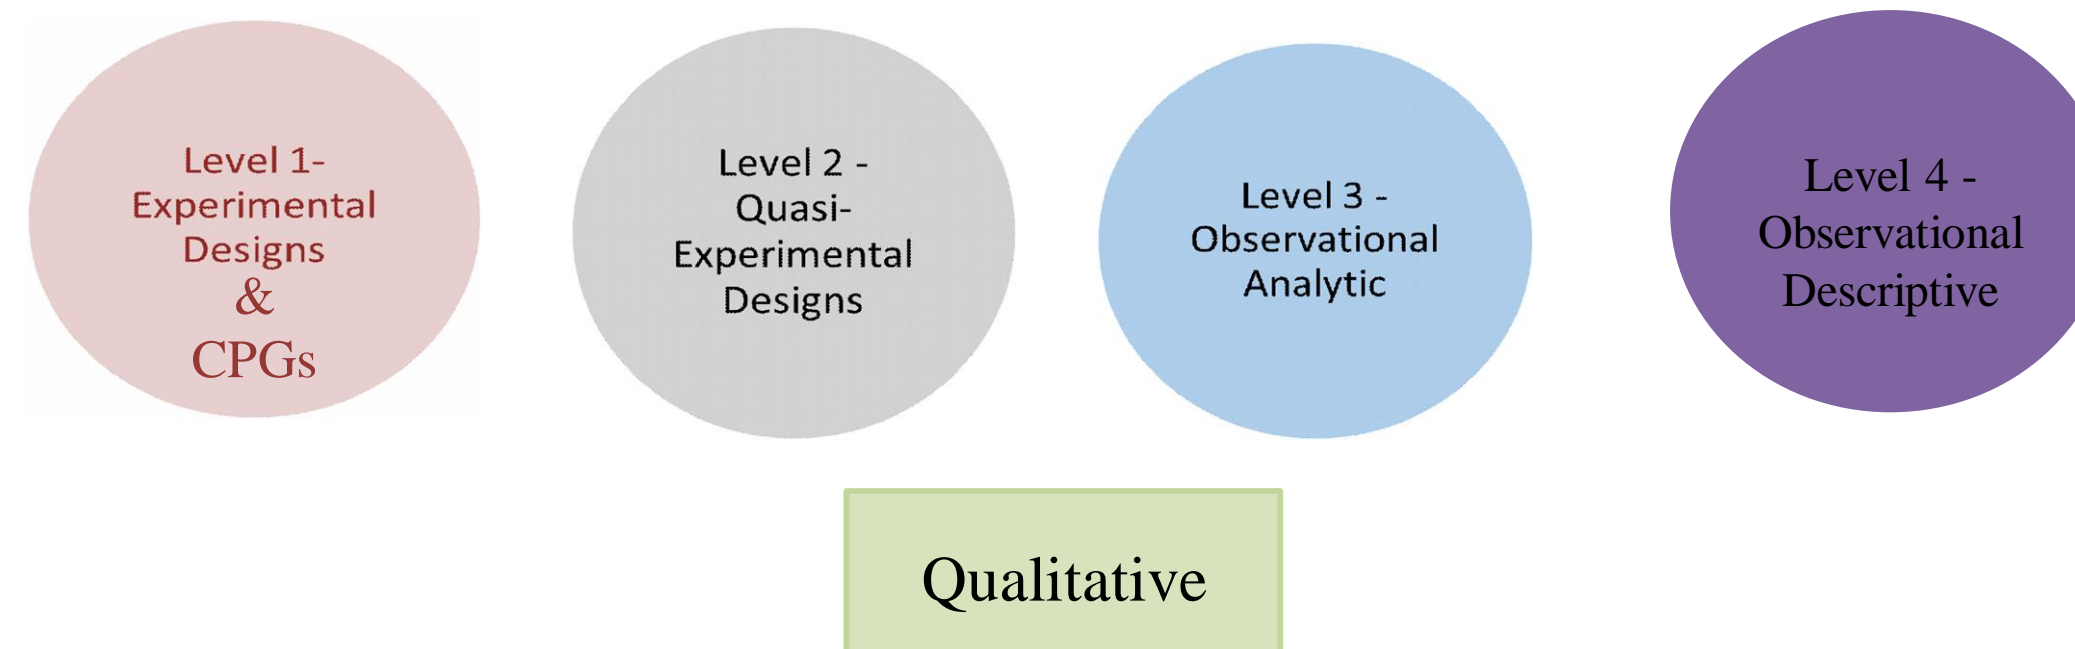 Level 1-
Experimental
Designs
&
CPGs
Level 2 -
Quasi-
Experimental
Designs
Level 3 -
Observational
Analytic
Level 4 -
Observational
Descriptive
Qualitative